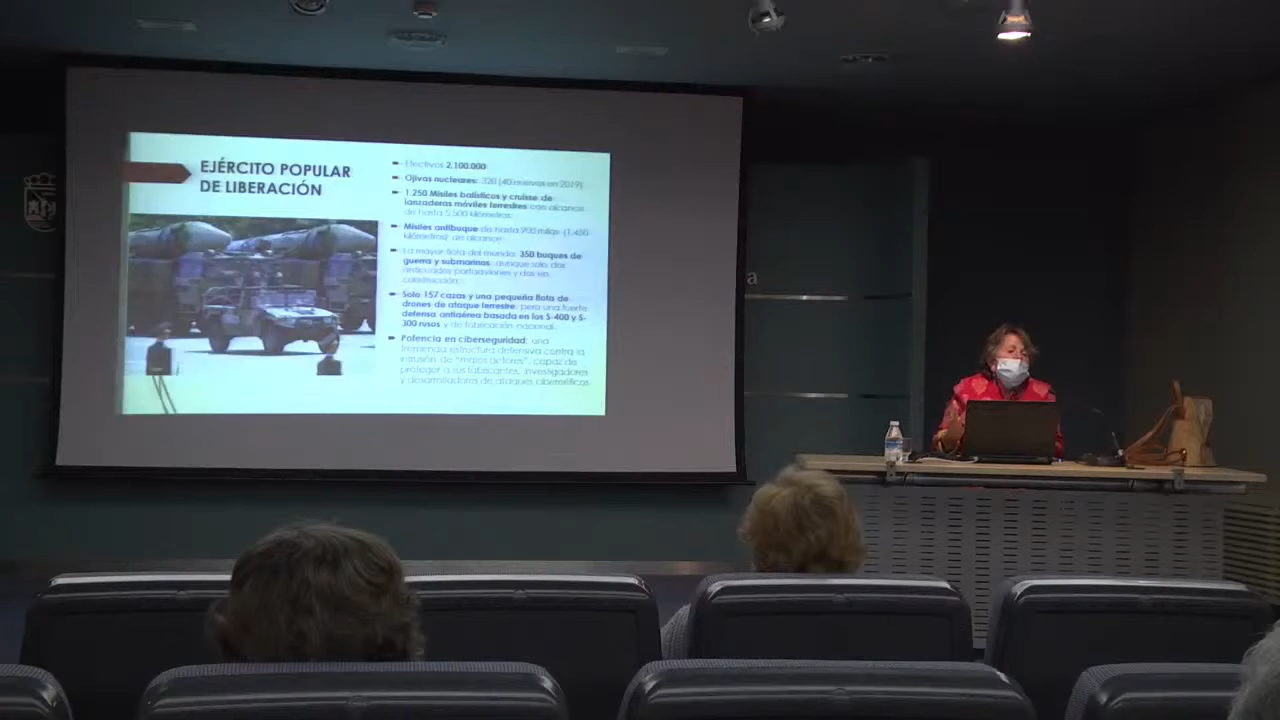 EJÉRCITO POPULAR
DE LIBERACIÓN
Efectivos 2.100.000
Ojivas nucleares: 320 (40 nuevas en 2019)
1.250 Misiles balísticos y cruise de
lanzaderas móviles terrestres con alcance
de hasta 5.500 kilómetros.
Misiles antibuque de hasta 900 millas (1.450
kilómetros) de alcance
La mayor flota del mundo: 350 buques de
guerra y submarinos, aunque solo dos
anticuados portaaviones y dos en
construcción.
Solo 157 cazas y una pequeña flota de
drones de ataque terrestre, pero una fuerte
defensa antiaérea basada en los S-400 y S-
300 rusos y de fabricación nacional.
Potencia en ciberseguridad: una
tremenda estructura defensiva contra la
intrusión de "malos actores", capaz de
proteger a sus fabricantes, investigadores
y desarrolladores de ataques cibernéticos
a